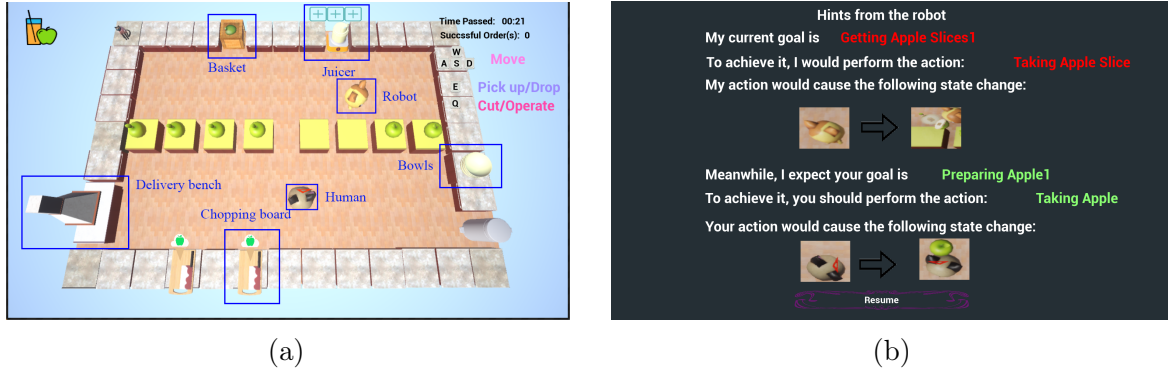 Time Passed: 00:21
Succssful Order(s): 0
W
A S D
Move
E
Pick up/Drop
Q
Cut/Operate
Basket
Juicer
Robot
Bowls
Delivery bench
Human
Chopping board
(a)
Hints from the robot
My current goal is Getting Apple Slices1
To achieve it, I would perform the action: Taking Apple Slice
My action would cause the following state change:
Meanwhile, I expect your goal is Preparing Apple1
To achieve it, you should perform the action: Taking Apple
Your action would cause the following state change:
Resume
(b)